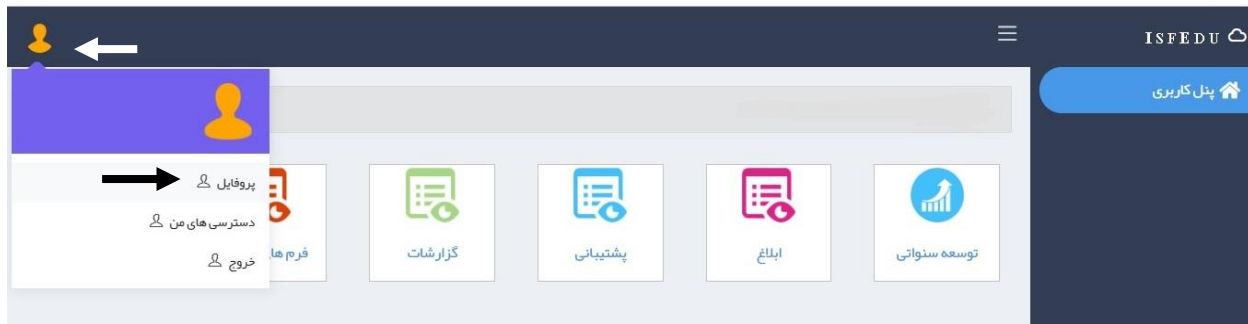 ISFEDU
پنل کاربری
پروفایل
دسترسی های من
خروج
توسعه سنواتی
ابلاغ
پشتیبانی
گزارشات
فرم ها